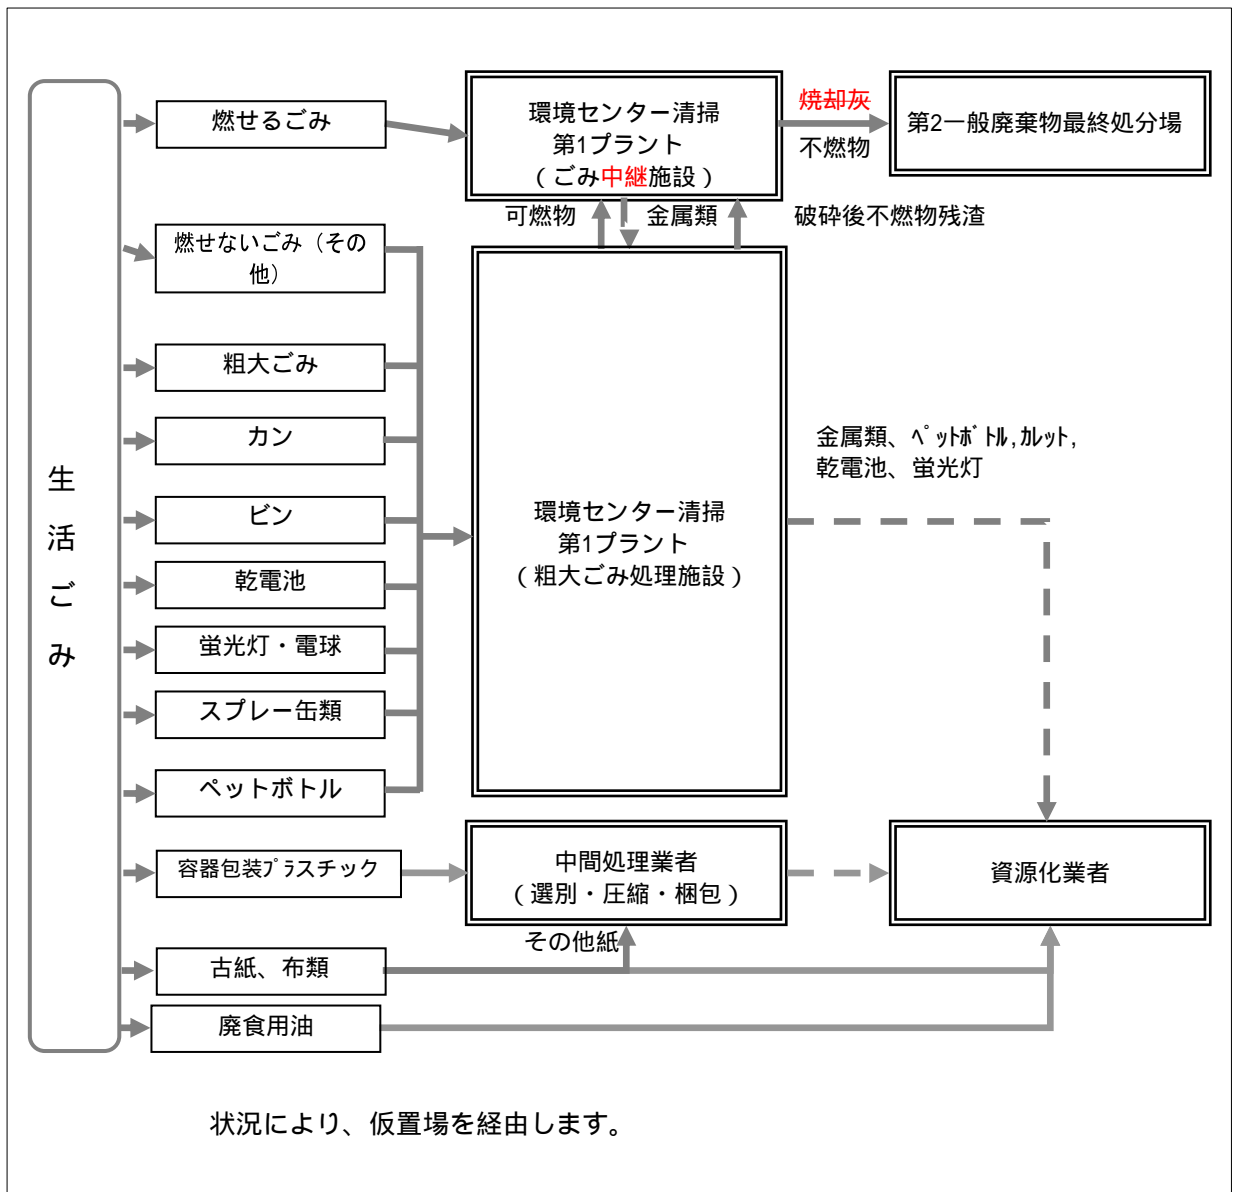 生活ごみ
燃せるごみ
環境センター清掃
第1プラント
（ごみ中継施設）
焼却灰
不燃物
第2一般廃棄物最終処分場
可燃物
金属類
破砕後不燃物残渣
燃せないごみ（その
他）
粗大ごみ
カン
ビン
乾電池
蛍光灯・電球
スプレー缶類
ペットボトル
環境センター清掃
第1プラント
（粗大ごみ処理施設）
金属類、ﾍﾟｯﾄﾎﾞﾄﾙ,ｶﾚｯﾄ,
乾電池、蛍光灯
容器包装ﾌﾟﾗスチック
中間処理業者
（選別・圧縮・梱包）
資源化業者
その他紙
古紙、布類
廃食用油
状況により、仮置場を経由します。